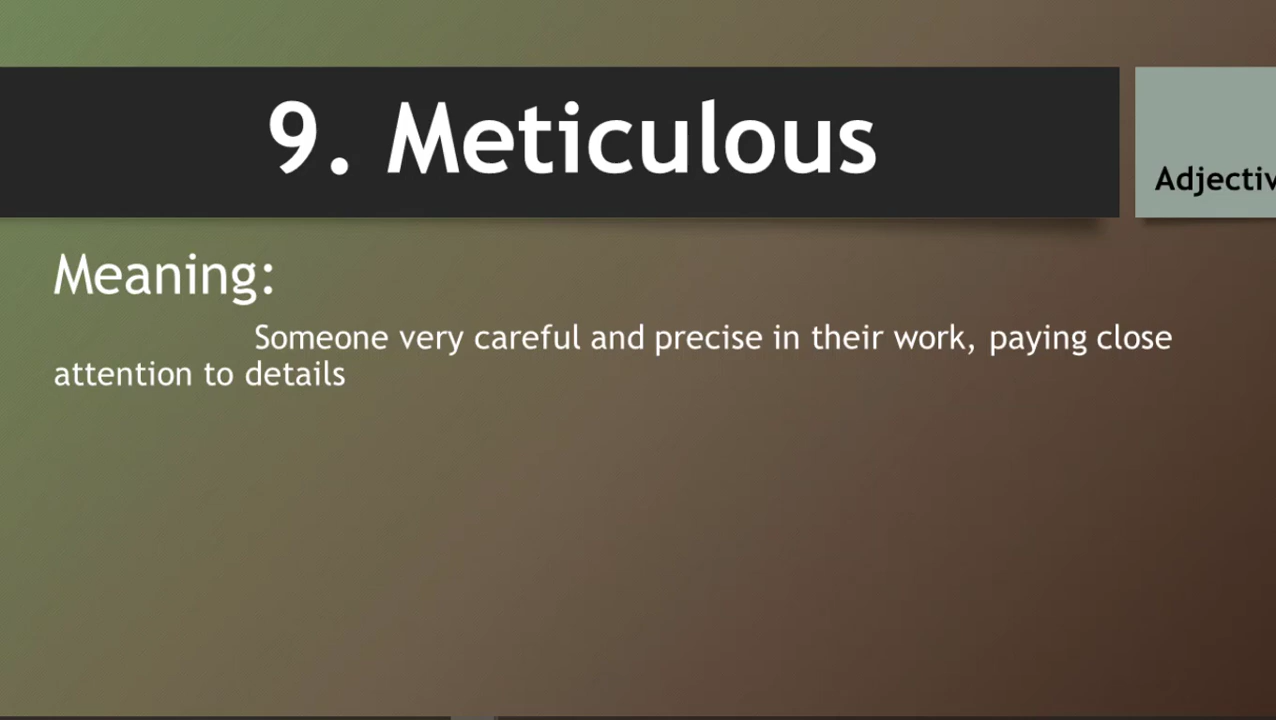 9. Meticulous
Adjectiv
Meaning:
Someone very careful and precise in their work, paying close
attention to details